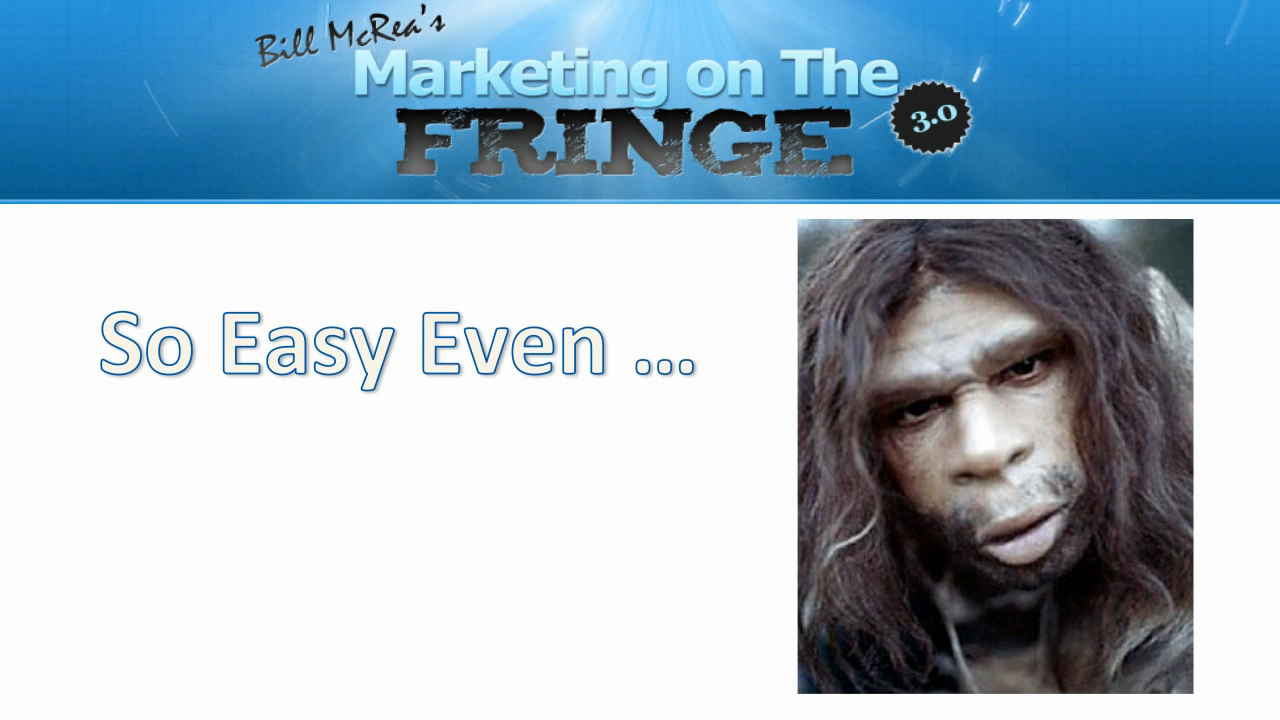 Bill McRea's
Marketing on The
FRINGE
3.0
So Easy Even ...